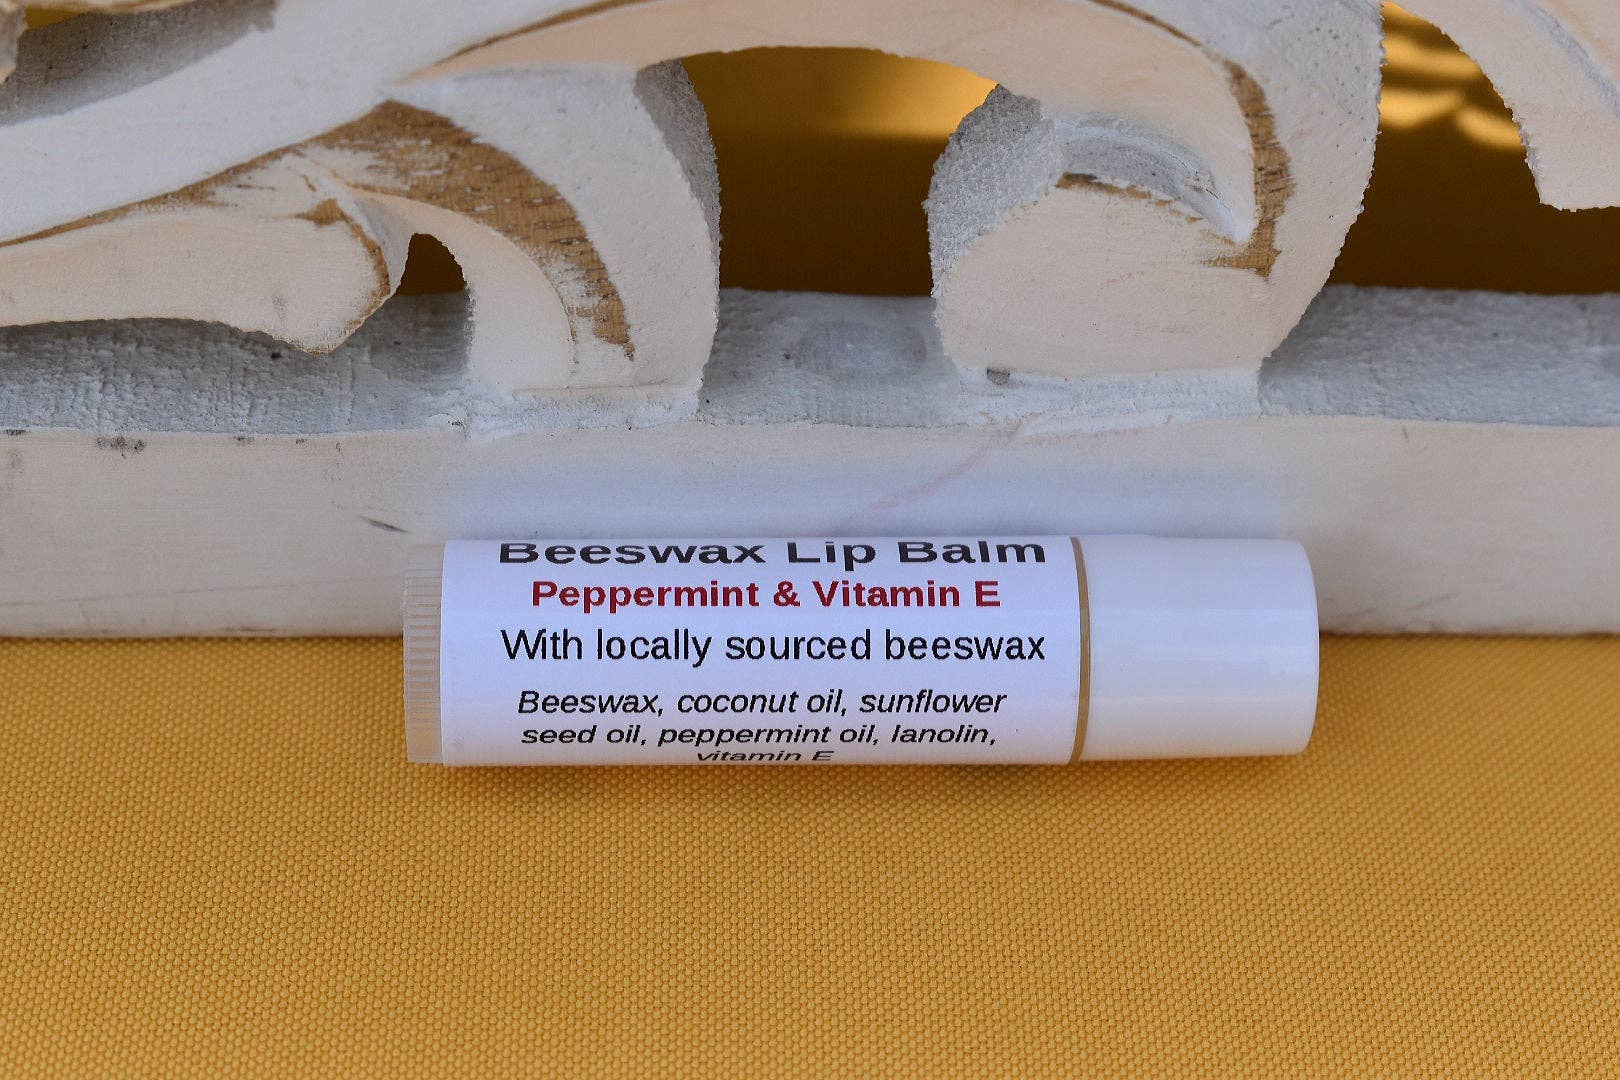 Beeswax Lip Balm
Peppermint & Vitamin E
With locally sourced beeswax
Beeswax, coconut oil, sunflower
seed oil, peppermint oil, lanolin,
vitamin E